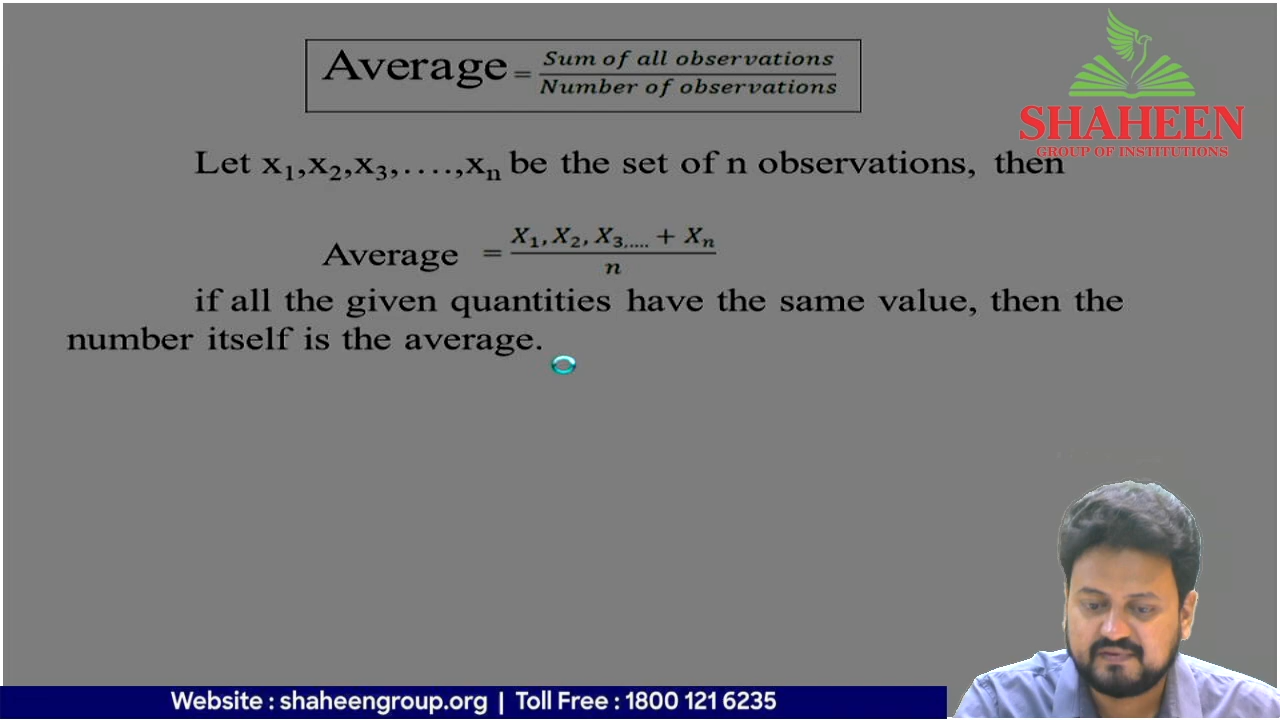 Average = Sum of all observations / Number of observations
SHAHEEN
GROUP OF INSTITUTIONS
Let x₁,x₂,x₃,....,xₙ be the set of n observations, then
Average = X₁, X₂, X₃,..... + Xₙ / n
if all the given quantities have the same value, then the
number itself is the average.
Website : shaheengroup.org | Toll Free : 1800 121 6235